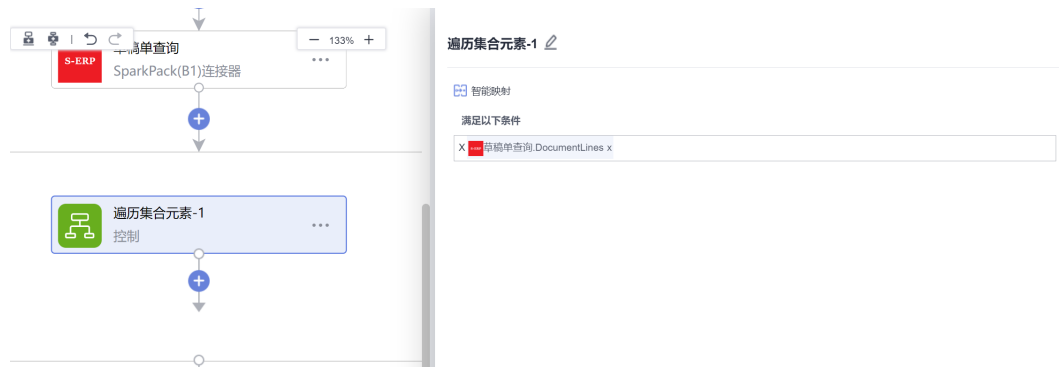 草稿单查询
S-ERP
SparkPack(B1)连接器
133%
遍历集合元素-1
控制
遍历集合元素-1
智能映射
满足以下条件
X 草稿单查询.DocumentLines x